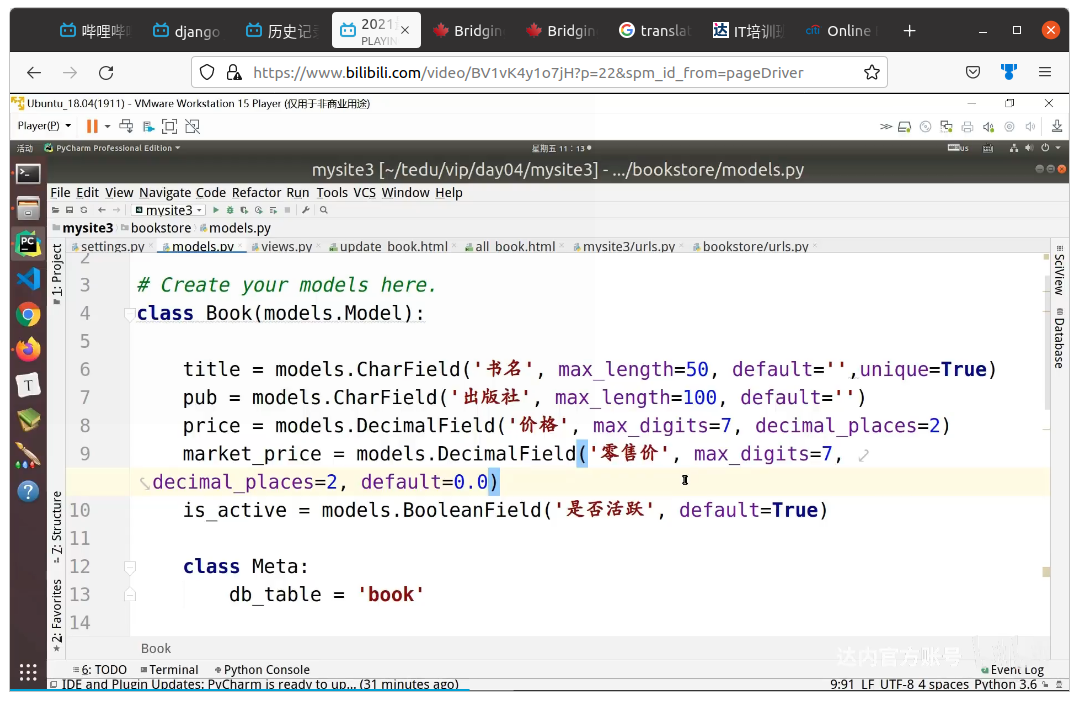 哔哩哔
django
历史记
2021
PLAYIN
Bridgin
Bridgin
translat
IT培训
Online
https://www.bilibili.com/video/BV1vK4y1o7jH?p=22&spm_id_from=pageDriver
Ubuntu_18.04(1911) - VMware Workstation 15 Player (仅用于非商业用途)
Player(P)
活动 PyCharm Professional Edition 星期五 11：13 us
mysite3 [~/tedu/vip/day04/mysite3] - .../bookstore/models.py
File Edit View Navigate Code Refactor Run Tools VCS Window Help
mysite3
mysite3 bookstore models.py
settings.py models.py views.py update_book.html all_book.html mysite3/urls.py bookstore/urls.py
1: Project
SciView
Database
2
3 # Create your models here.
4 class Book(models.Model):
5
6 title = models.CharField('书名', max_length=50, default='',unique=True)
7 pub = models.CharField('出版社', max_length=100, default='')
8 price = models.DecimalField('价格', max_digits=7, decimal_places=2)
9 market_price = models.DecimalField('零售价', max_digits=7,
decimal_places=2, default=0.0)
10 is_active = models.BooleanField('是否活跃', default=True)
11
12 class Meta:
13 db_table = 'book'
14
7: Structure
2: Favorites
Book
达内官方账号
6: TODO Terminal Python Console Event Log
IDE and Plugin Updates: PyCharm is ready to up... (31 minutes ago) 9:91 LF UTF-8 4 spaces Python 3.6